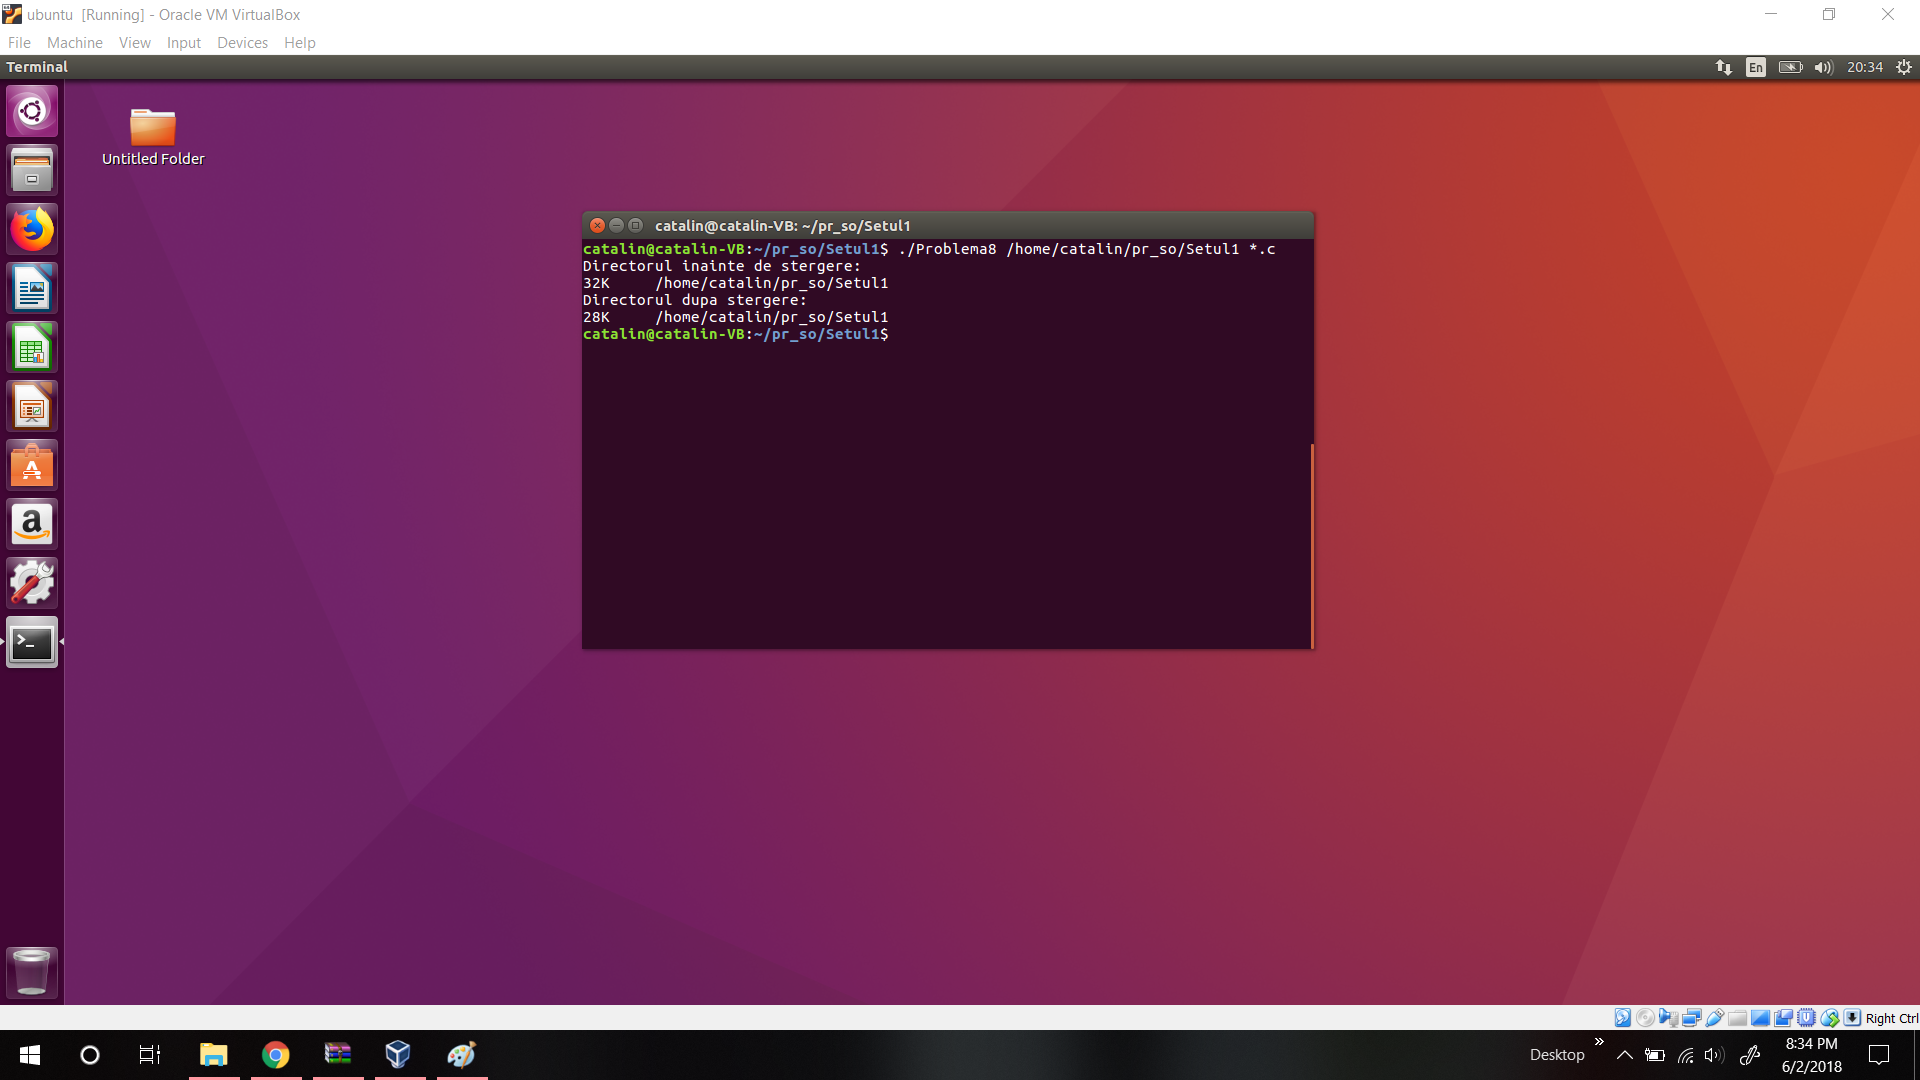 ubuntu [Running] - Oracle VM VirtualBox
File Machine View Input Devices Help
Terminal
En
20:34
Untitled Folder
catalin@catalin-VB: ~/pr_so/Setul1
catalin@catalin-VB:~/pr_so/Setul1$ ./Problema8 /home/catalin/pr_so/Setul1 *.c
Directorul inainte de stergere:
32K /home/catalin/pr_so/Setul1
Directorul dupa stergere:
28K /home/catalin/pr_so/Setul1
catalin@catalin-VB:~/pr_so/Setul1$
Right Ctrl
Desktop
8:34 PM
6/2/2018